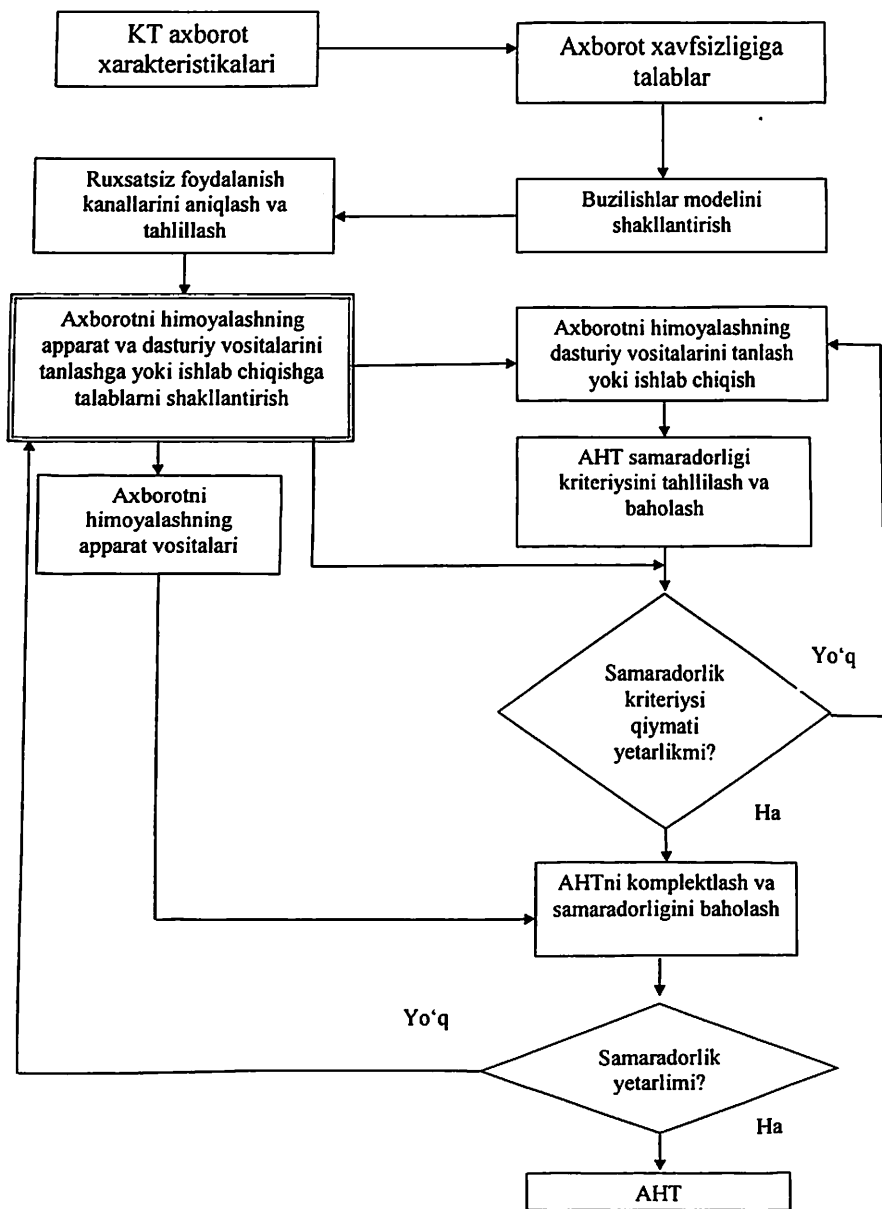 KT axborot
xarakteristikalari
Axborot xavfsizligiga
talablar
Ruxsatsiz foydalanish
kanallarini aniqlash va
tahlillash
Buzilishlar modelini
shakllantirish
Axborotni himoyalashning
apparat va dasturiy vositalarini
tanlashga yoki ishlab chiqishga
talablarni shakllantirish
Axborotni himoyalashning
dasturiy vositalarini tanlash
yoki ishlab chiqish
Axborotni
himoyalashning
apparat vositalari
AHT samaradorligi
kriteriysini tahllilash va
baholash
Yo‘q
Samaradorlik
kriteriysi
qiymati
yetarlikmi?
Ha
AHTni komplektlash va
samaradorligini baholash
Yo‘q
Samaradorlik
yetarlimi?
Ha
AHT